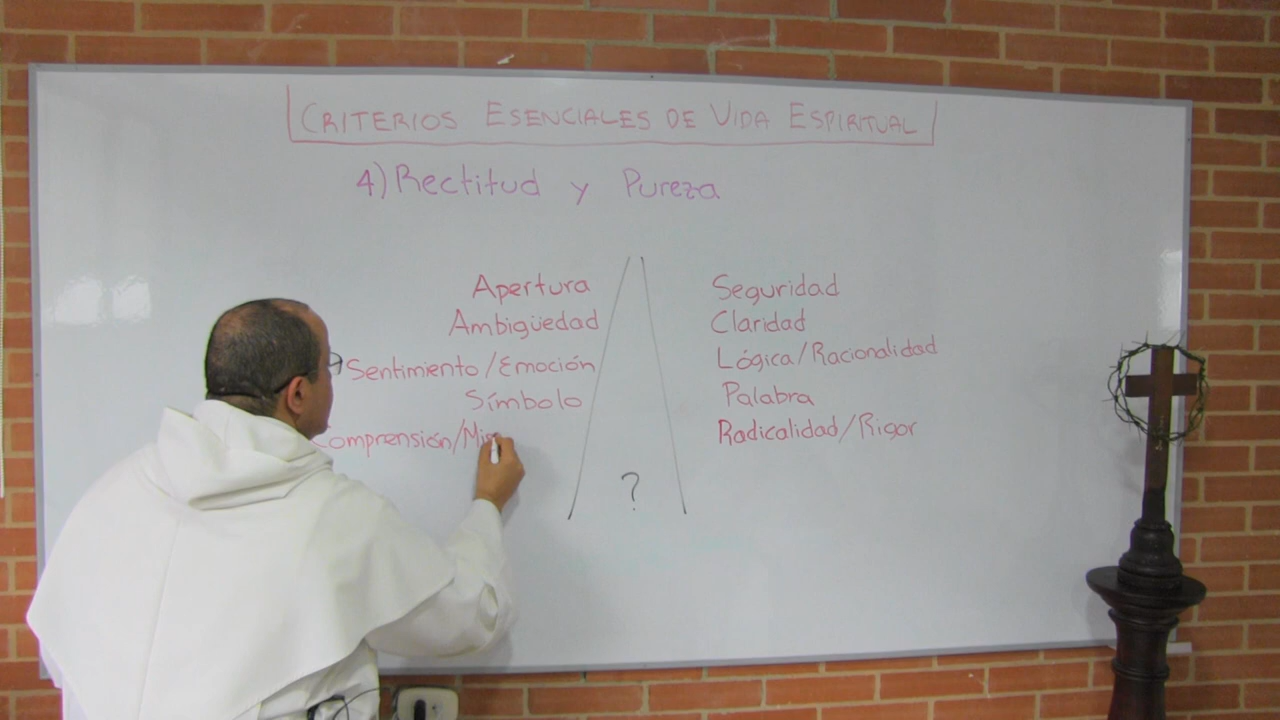 CRITERIOS ESENCIALES DE VIDA ESPIRITUAL
4) Rectitud y Pureza
Apertura
Ambigüedad
Sentimiento/Emoción
Símbolo
Comprensión/Mis
Seguridad
Claridad
Lógica/Racionalidad
Palabra
Radicalidad/Rigor
?